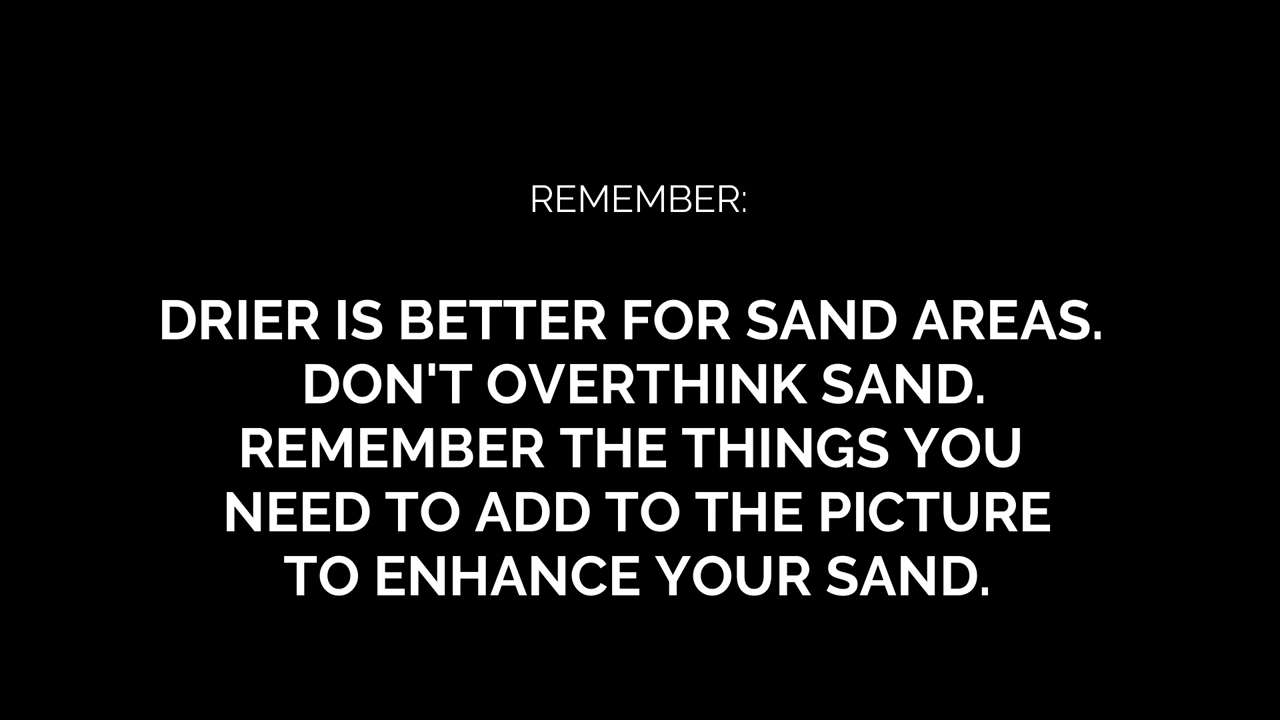 REMEMBER:
DRIER IS BETTER FOR SAND AREAS.
DON'T OVERTHINK SAND.
REMEMBER THE THINGS YOU
NEED TO ADD TO THE PICTURE
TO ENHANCE YOUR SAND.